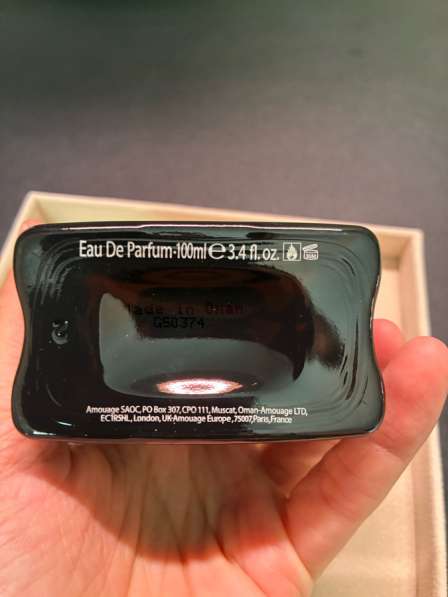 Eau De Parfum-100ml ℮ 3.4 fl. oz.
Made in Oman
G50374
Amouage SAOC, PO Box 307, CPO 111, Muscat, Oman-Amouage LTD,
EC1R5HL, London, UK-Amouage Europe ,75007,Paris,France